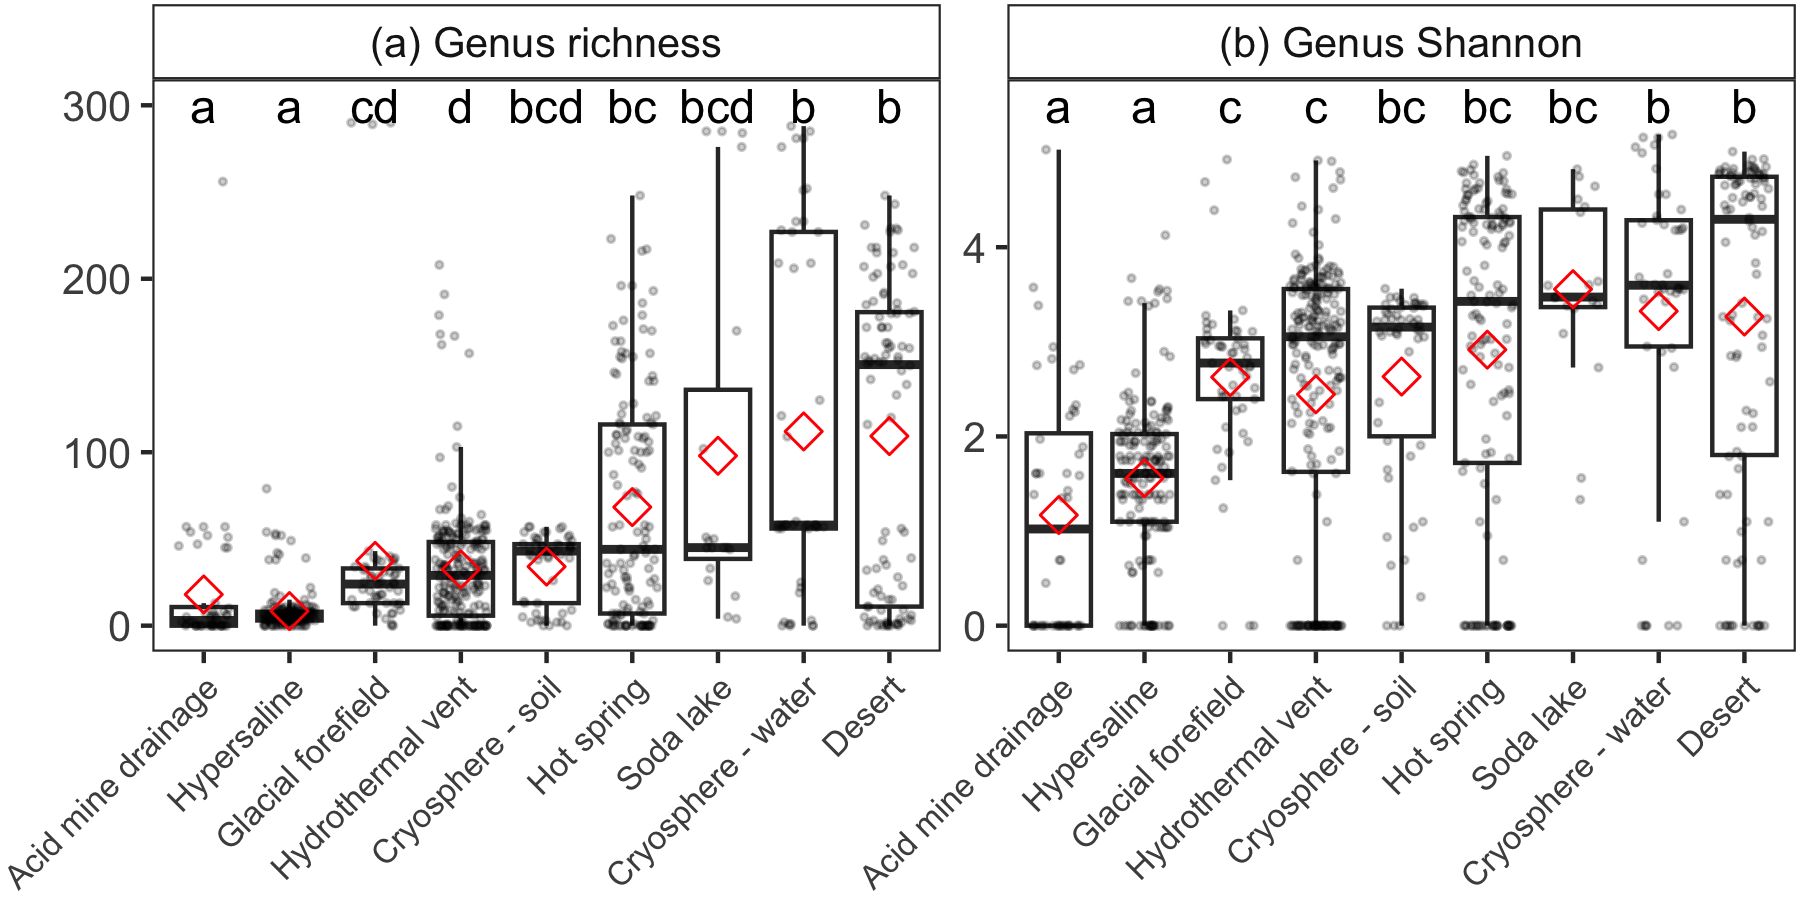 (a) Genus richness
(b) Genus Shannon
300
200
100
0
a a cd d bcd bc bcd b b
4
2
0
a a c c bc bc bc b b
Acid mine drainage
Hypersaline
Glacial forefield
Hydrothermal vent
Cryosphere - soil
Hot spring
Soda lake
Cryosphere - water
Desert
Acid mine drainage
Hypersaline
Glacial forefield
Hydrothermal vent
Cryosphere - soil
Hot spring
Soda lake
Cryosphere - water
Desert